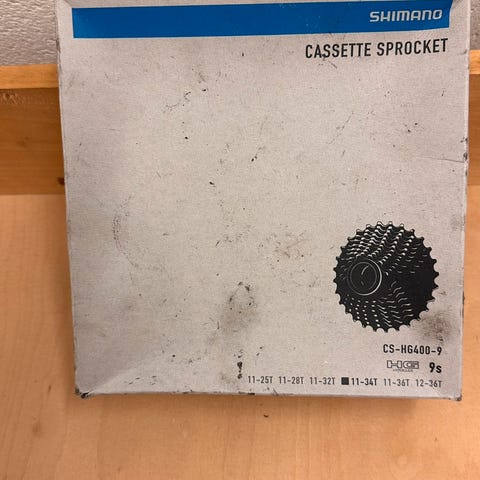 SHIMANO
CASSETTE SPROCKET
CS-HG400-9
HG 9s
11-25T 11-28T 11-32T ■11-34T 11-36T 12-36T